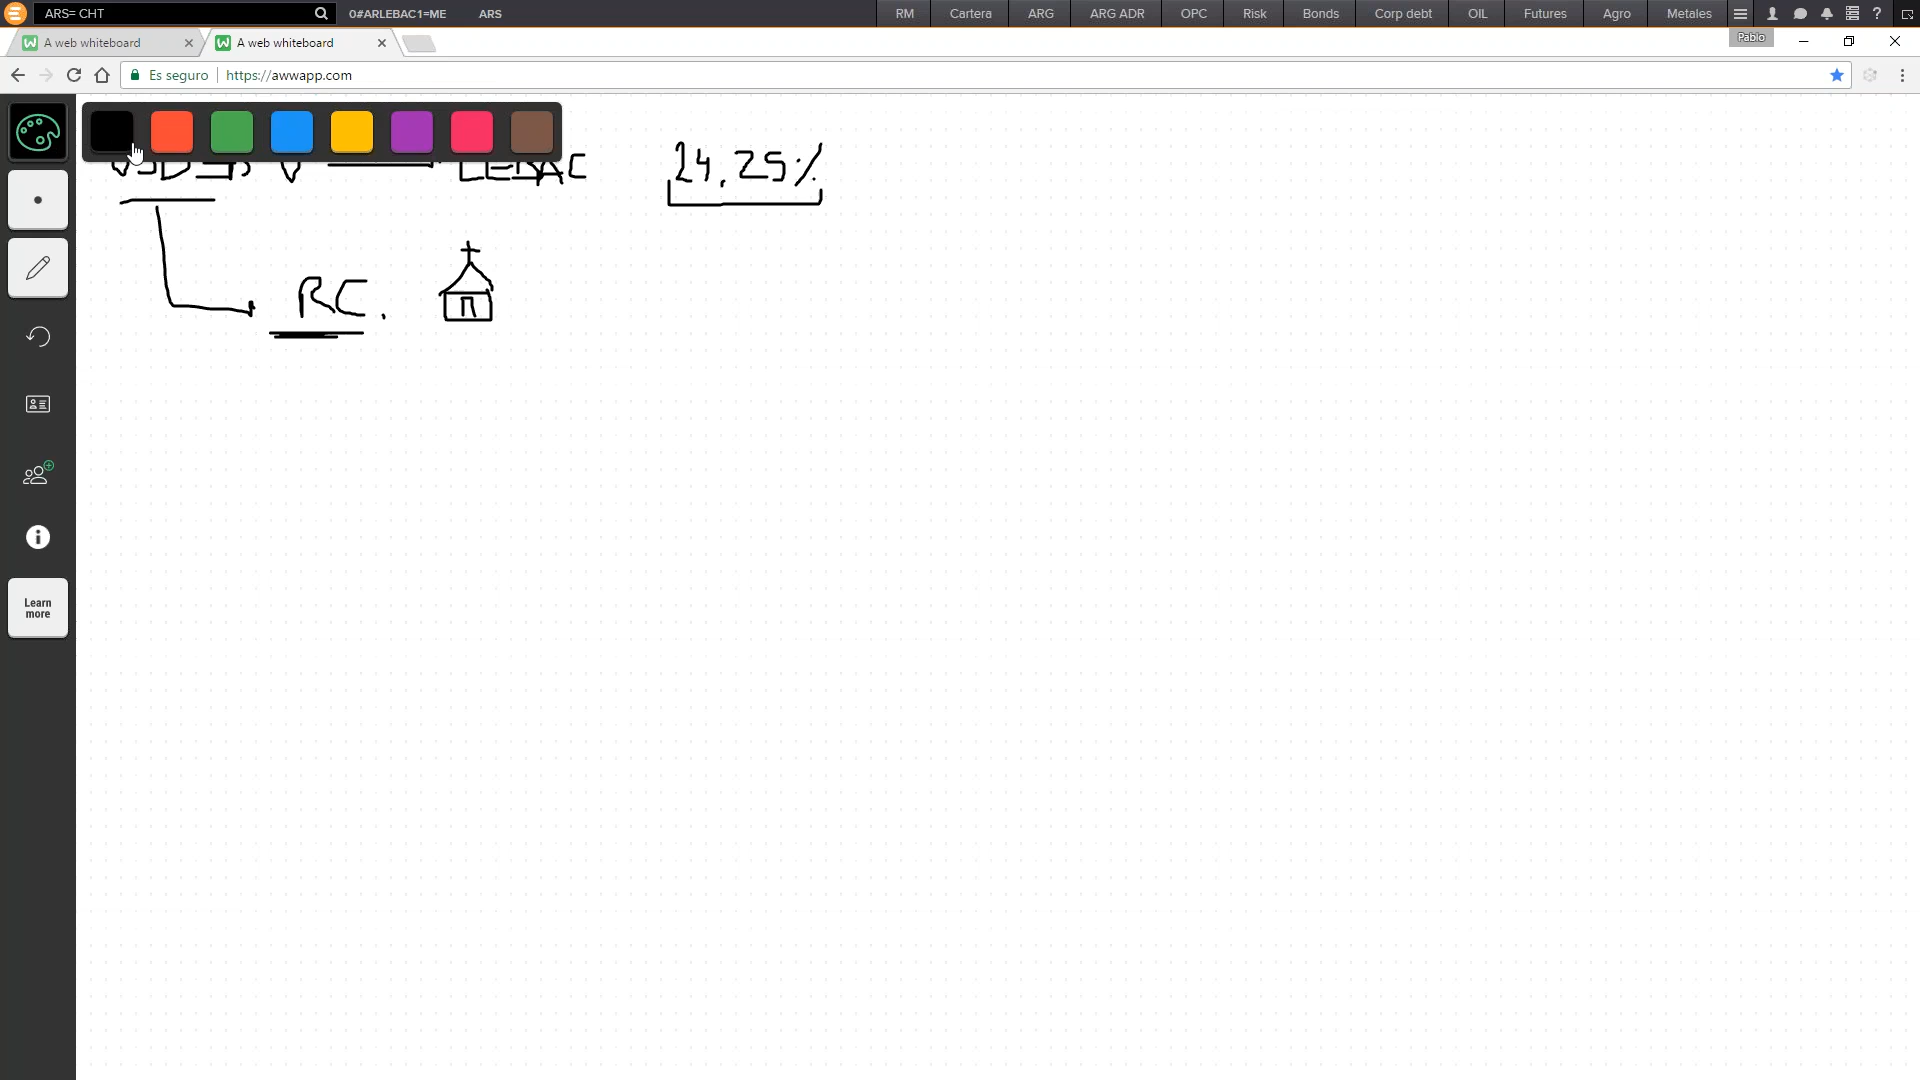 ARS= CHT 0#ARLEBAC1=ME ARS RM Cartera ARG ARG ADR OPC Risk Bonds Corp debt OIL Futures Agro Metales ?
A web whiteboard A web whiteboard Pablo
Es seguro https://awwapp.com
LEBAC 24,25%
RC.
Learn
more